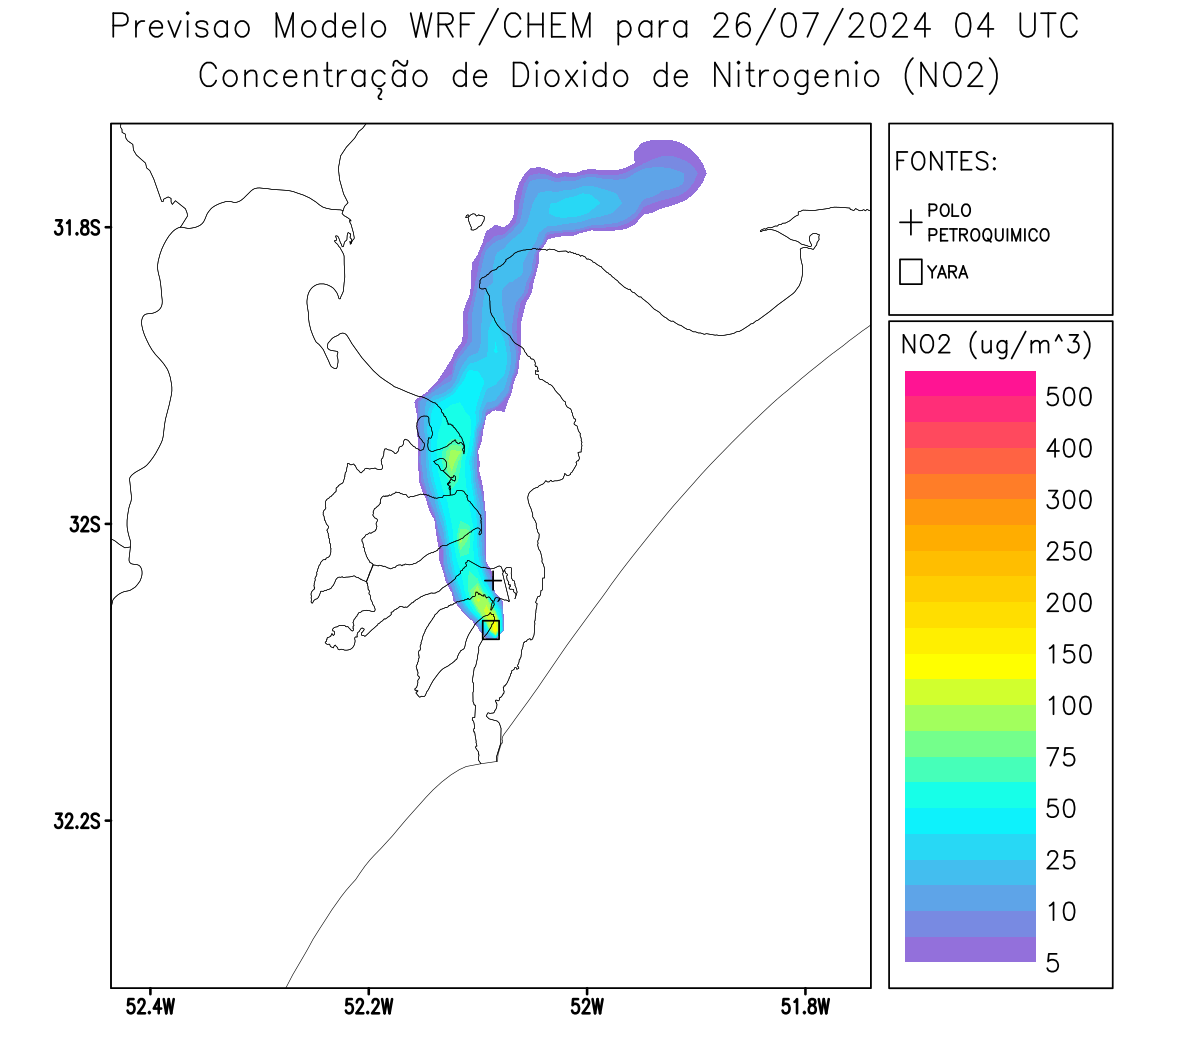 Previsao Modelo WRF/CHEM para 26/07/2024 04 UTC
Concentração de Dioxido de Nitrogenio (NO2)
FONTES:
POLO
PETROQUIMICO
YARA
NO2 (ug/m^3)
500
400
300
250
200
150
100
75
50
25
10
5
31.8S
32S
32.2S
52.4W
52.2W
52W
51.8W